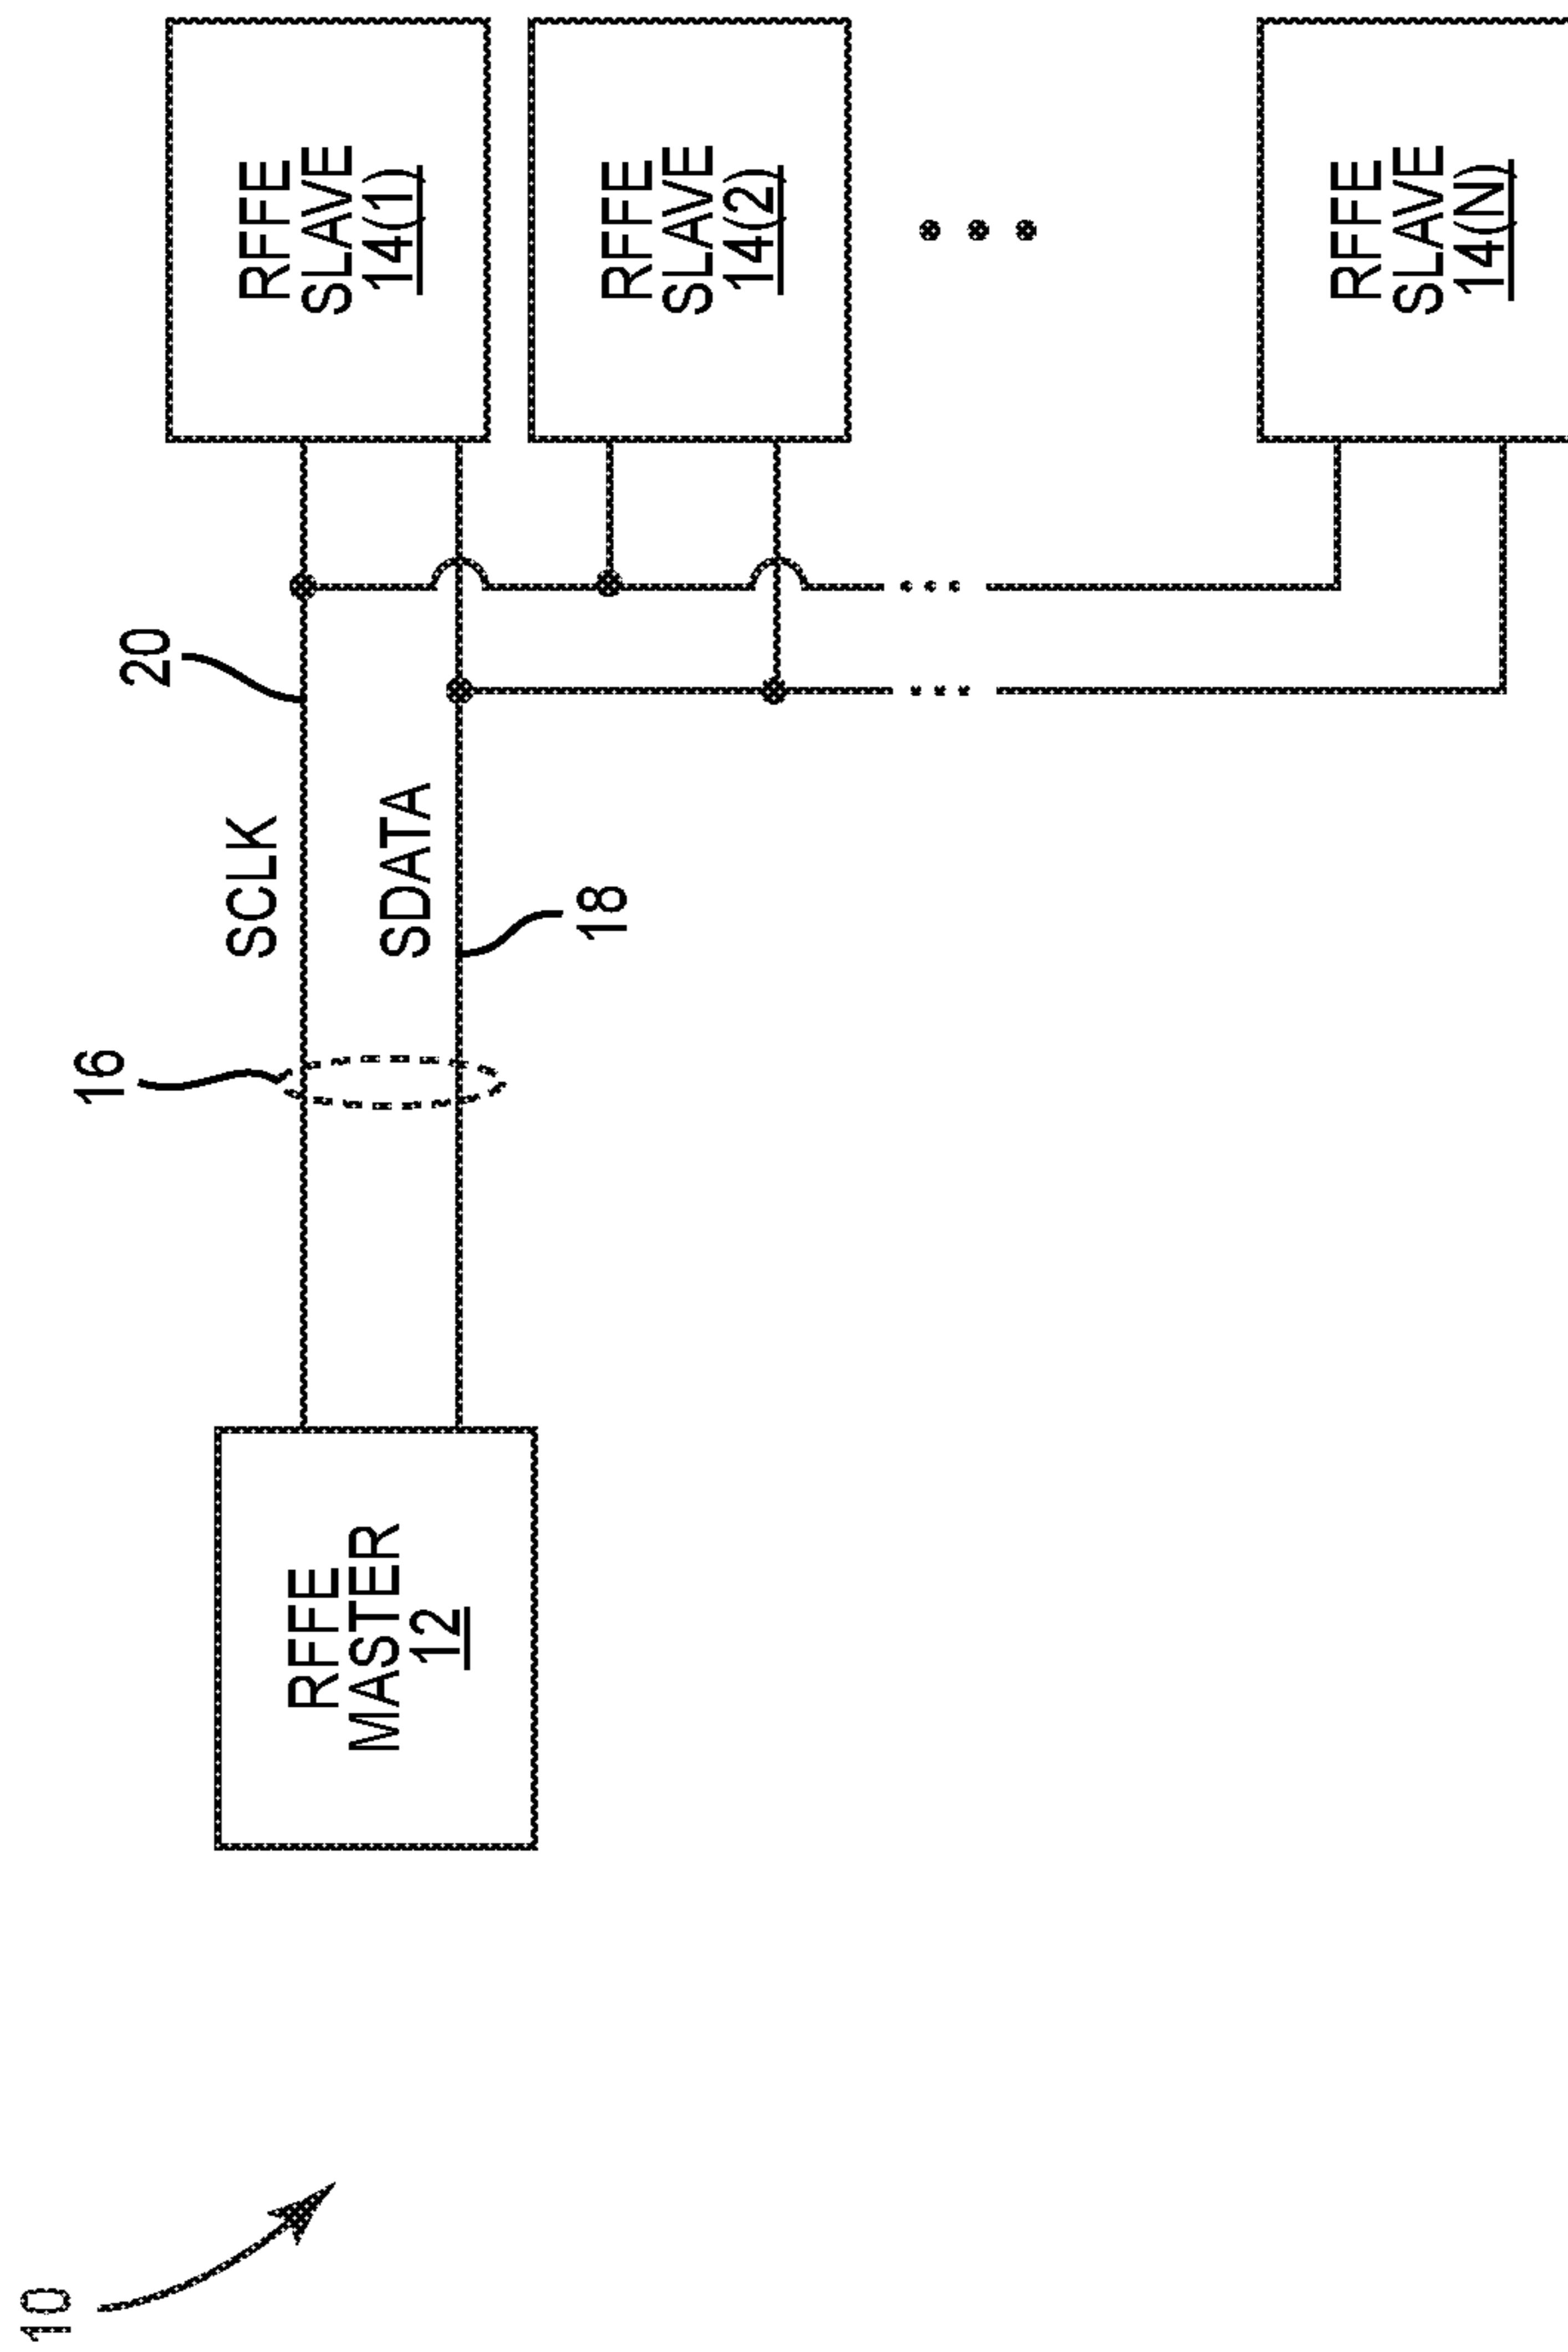 10
RFFE
MASTER
12
16
SCLK
SDATA
18
20
RFFE
SLAVE
14(1)
RFFE
SLAVE
14(2)
RFFE
SLAVE
14(N)